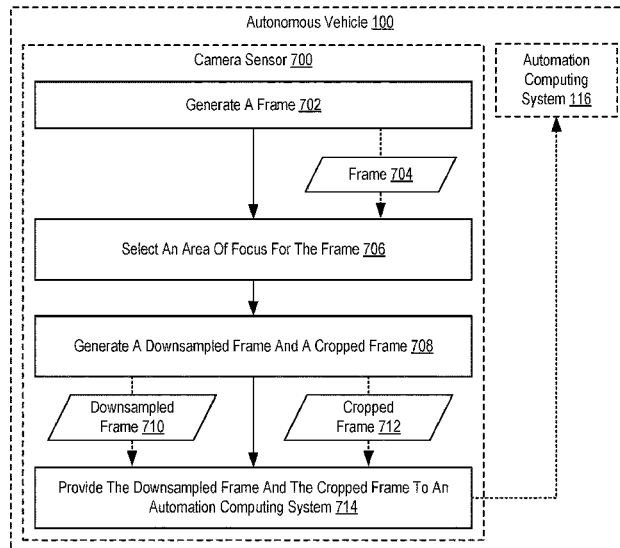 Autonomous Vehicle 100
Camera Sensor 700
Automation
Computing
System 116
Generate A Frame 702
Frame 704
Select An Area Of Focus For The Frame 706
Generate A Downsampled Frame And A Cropped Frame 708
Downsampled
Frame 710
Cropped
Frame 712
Provide The Downsampled Frame And The Cropped Frame To An
Automation Computing System 714